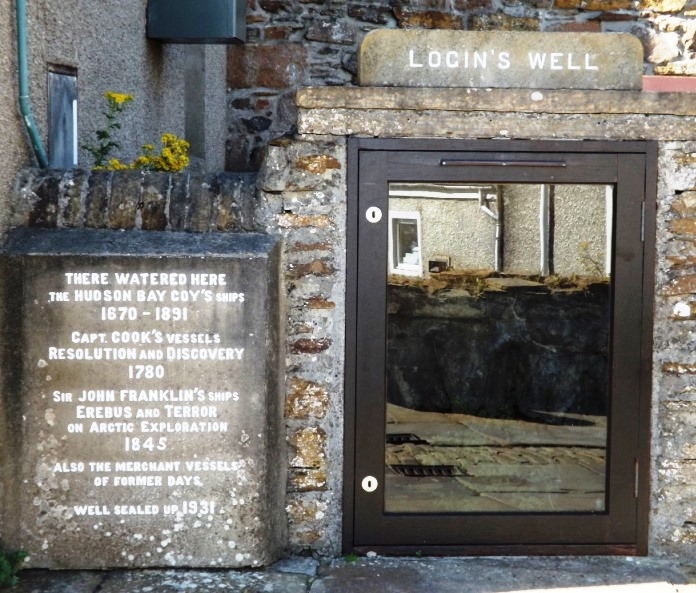 LOGIN'S WELL
THERE WATERED HERE
THE HUDSON BAY COY'S SHIPS
1670 - 1891
CAPT. COOK'S VESSELS
RESOLUTION AND DISCOVERY
1780
SIR JOHN FRANKLIN'S SHIPS
EREBUS AND TERROR
ON ARCTIC EXPLORATION
1845
ALSO THE MERCHANT VESSELS
OF FORMER DAYS.
WELL SEALED UP 1931.